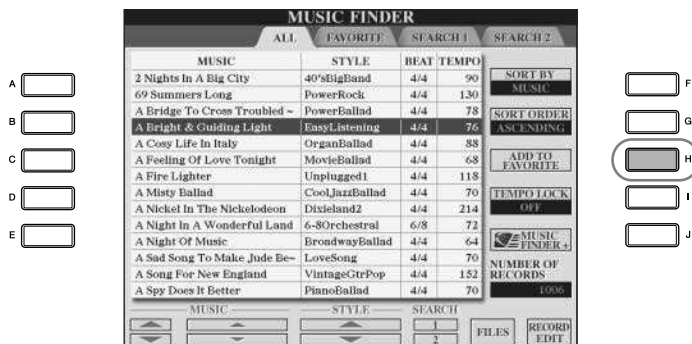 MUSIC FINDER
ALL FAVORITE SEARCH 1 SEARCH 2
MUSIC STYLE BEAT TEMPO
2 Nights In A Big City 40'sBigBand 4/4 90
69 Summers Long PowerRock 4/4 130
A Bridge To Cross Troubled ~ PowerBallad 4/4 78
A Bright & Guiding Light EasyListening 4/4 76
A Cosy Life In Italy OrganBallad 4/4 88
A Feeling Of Love Tonight MovieBallad 4/4 68
A Fire Lighter Unplugged1 4/4 118
A Misty Ballad CoolJazzBallad 4/4 70
A Nickel In The Nickelodeon Dixieland2 4/4 214
A Night In A Wonderful Land 6-8Orchestral 6/8 72
A Night Of Music BrondwayBallad 4/4 64
A Sad Song To Make Jude Be~ LoveSong 4/4 70
A Song For New England VintageGtrPop 4/4 152
A Spy Does It Better PianoBallad 4/4 70
SORT BY
MUSIC
SORT ORDER
ASCENDING
ADD TO
FAVORITE
TEMPO LOCK
OFF
MUSIC
FINDER +
NUMBER OF
RECORDS
1006
MUSIC STYLE SEARCH
1
2
FILES
RECORD
EDIT
A
B
C
D
E
F
G
H
I
J